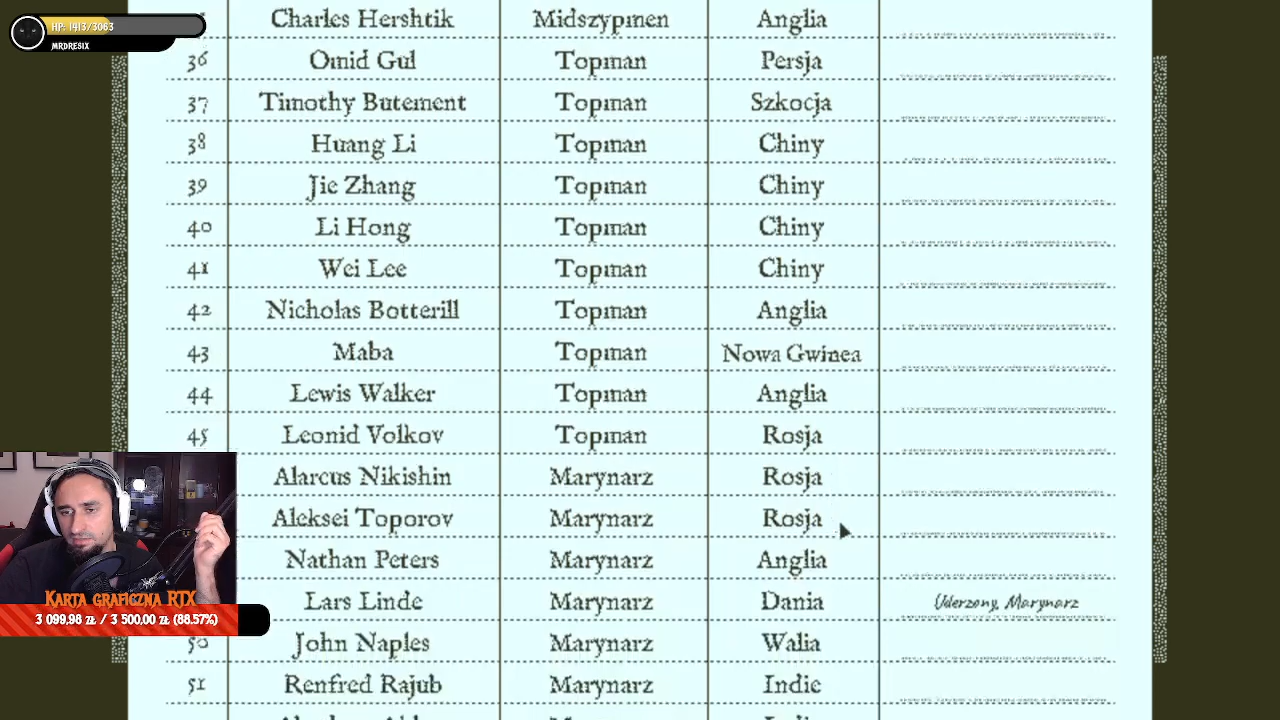 HP: 1413/3063
MRDRESIX
Charles Hershtik Midszypmen Anglia
36 Omid Gul Topman Persja
37 Timothy Butement Topman Szkocja
38 Huang Li Topman Chiny
39 Jie Zhang Topman Chiny
40 Li Hong Topman Chiny
41 Wei Lee Topman Chiny
42 Nicholas Botterill Topman Anglia
43 Maba Topman Nowa Gwinea
44 Lewis Walker Topman Anglia
45 Leonid Volkov Topman Rosja
Alarcus Nikishin Marynarz Rosja
Aleksei Toporov Marynarz Rosja
Nathan Peters Marynarz Anglia
Lars Linde Marynarz Dania Uderzony, Marynarz
50 John Naples Marynarz Walia
51 Renfred Rajub Marynarz Indie
KARTA GRAFICZNA RTX
3 099,98 zł / 3 500,00 zł (88.57%)